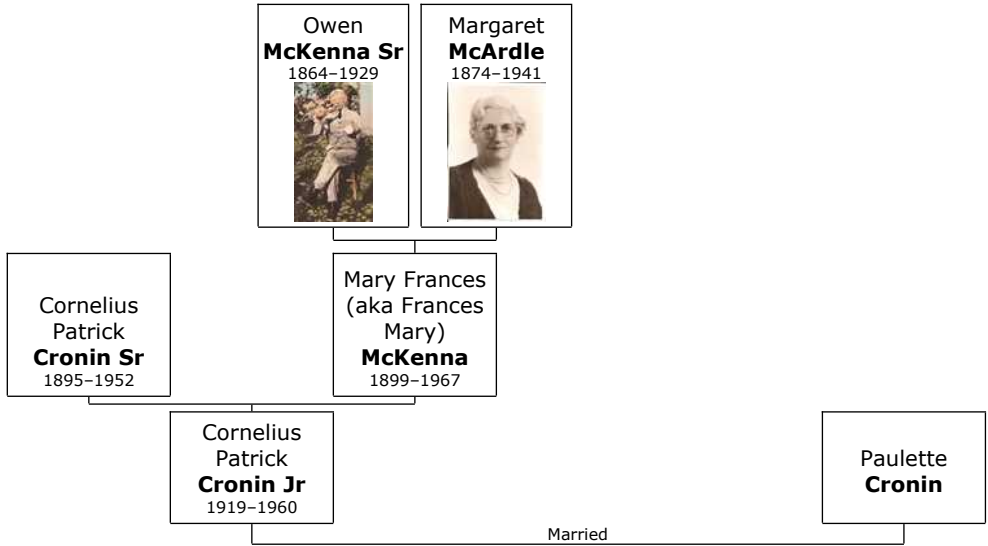 Owen
McKenna Sr
1864–1929
Margaret
McArdle
1874–1941
Cornelius
Patrick
Cronin Sr
1895–1952
Mary Frances
(aka Frances
Mary)
McKenna
1899–1967
Cornelius
Patrick
Cronin Jr
1919–1960
Paulette
Cronin
Married